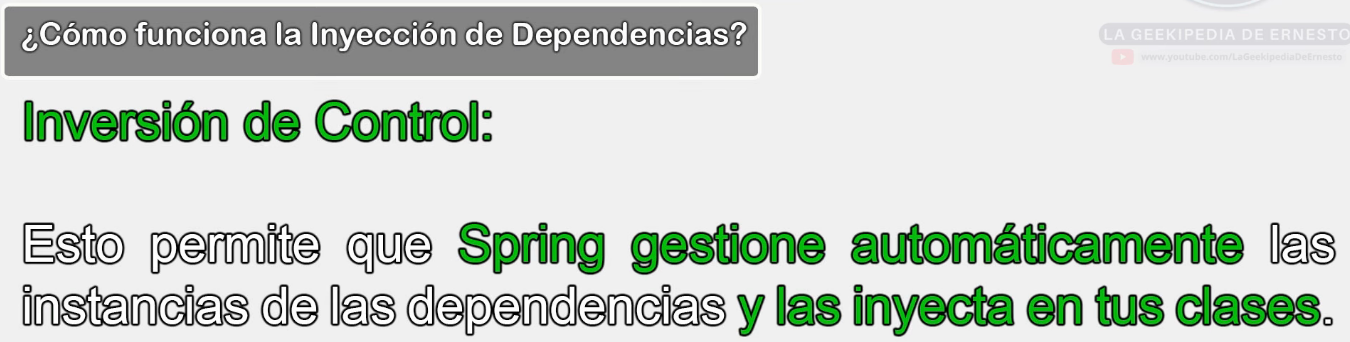 ¿Cómo funciona la Inyección de Dependencias?
LA GEEKIPEDIA DE ERNESTO
www.youtube.com/LaGeekipediaDeErnesto
Inversión de Control:
Esto permite que Spring gestione automáticamente las
instancias de las dependencias y las inyecta en tus clases.